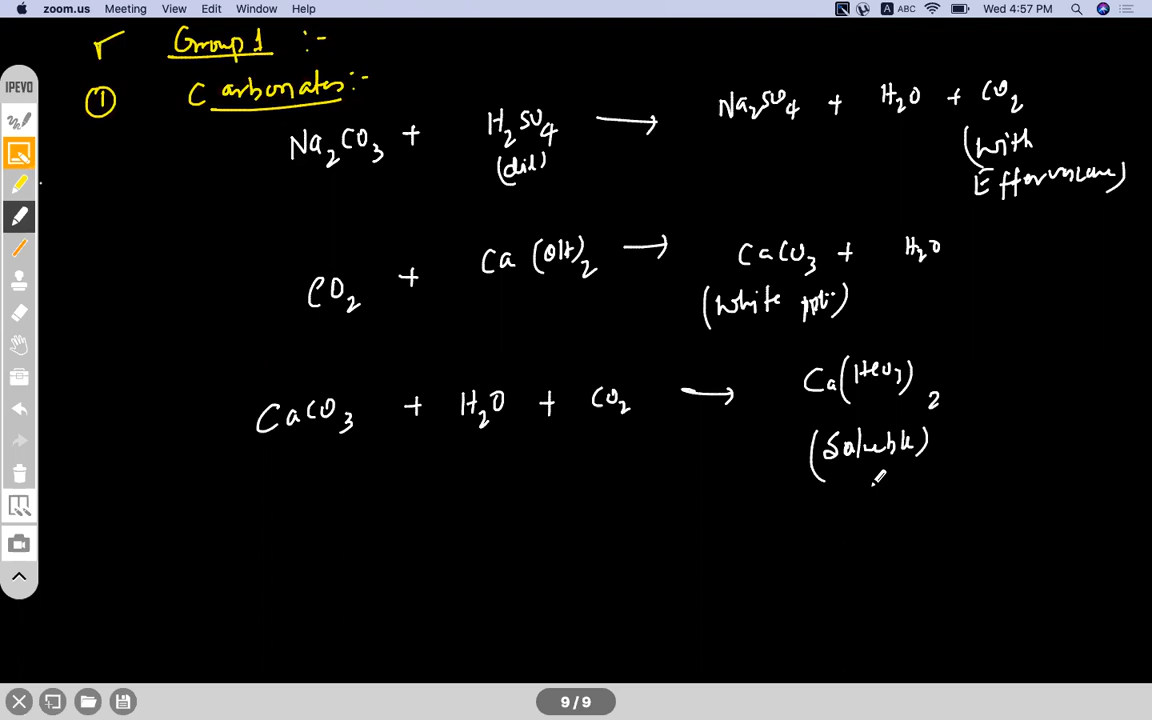 zoom.us Meeting View Edit Window Help A ABC Wed 4:57 PM
IPEVO
Group 1 :-
① Carbonates :-
Na₂CO₃ + H₂SO₄ ⟶ Na₂SO₄ + H₂O + CO₂
(dil) (with
CO₂ + Ca(OH)₂ ⟶ CaCO₃ + H₂O
(White ppt)
CaCO₃ + H₂O + CO₂ ⟶ Ca(HCO₃)₂
(Soluble)
9 / 9